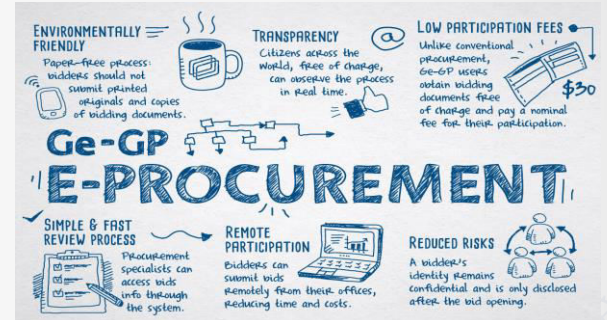 ENVIRONMENTALLY
FRIENDLY
Paper-free process:
bidders should not
submit printed
originals and copies
of bidding documents.
TRANSPARENCY
Citizens across the
world, free of charge,
can observe the process
in real time.
@
LOW PARTICIPATION FEES
Unlike conventional
procurement,
Ge-GP users
obtain bidding
documents free
of charge and pay a nominal
fee for their participation.
$30
Ge-GP
E-PROCUREMENT
SIMPLE & FAST
REVIEW PROCESS
Procurement
specialists can
access bids
info through
the system.
REMOTE
PARTICIPATION
Bidders can
submit bids
remotely from their offices,
reducing time and costs.
REDUCED RISKS
A bidder's
identity remains
confidential and is only disclosed
after the bid opening.